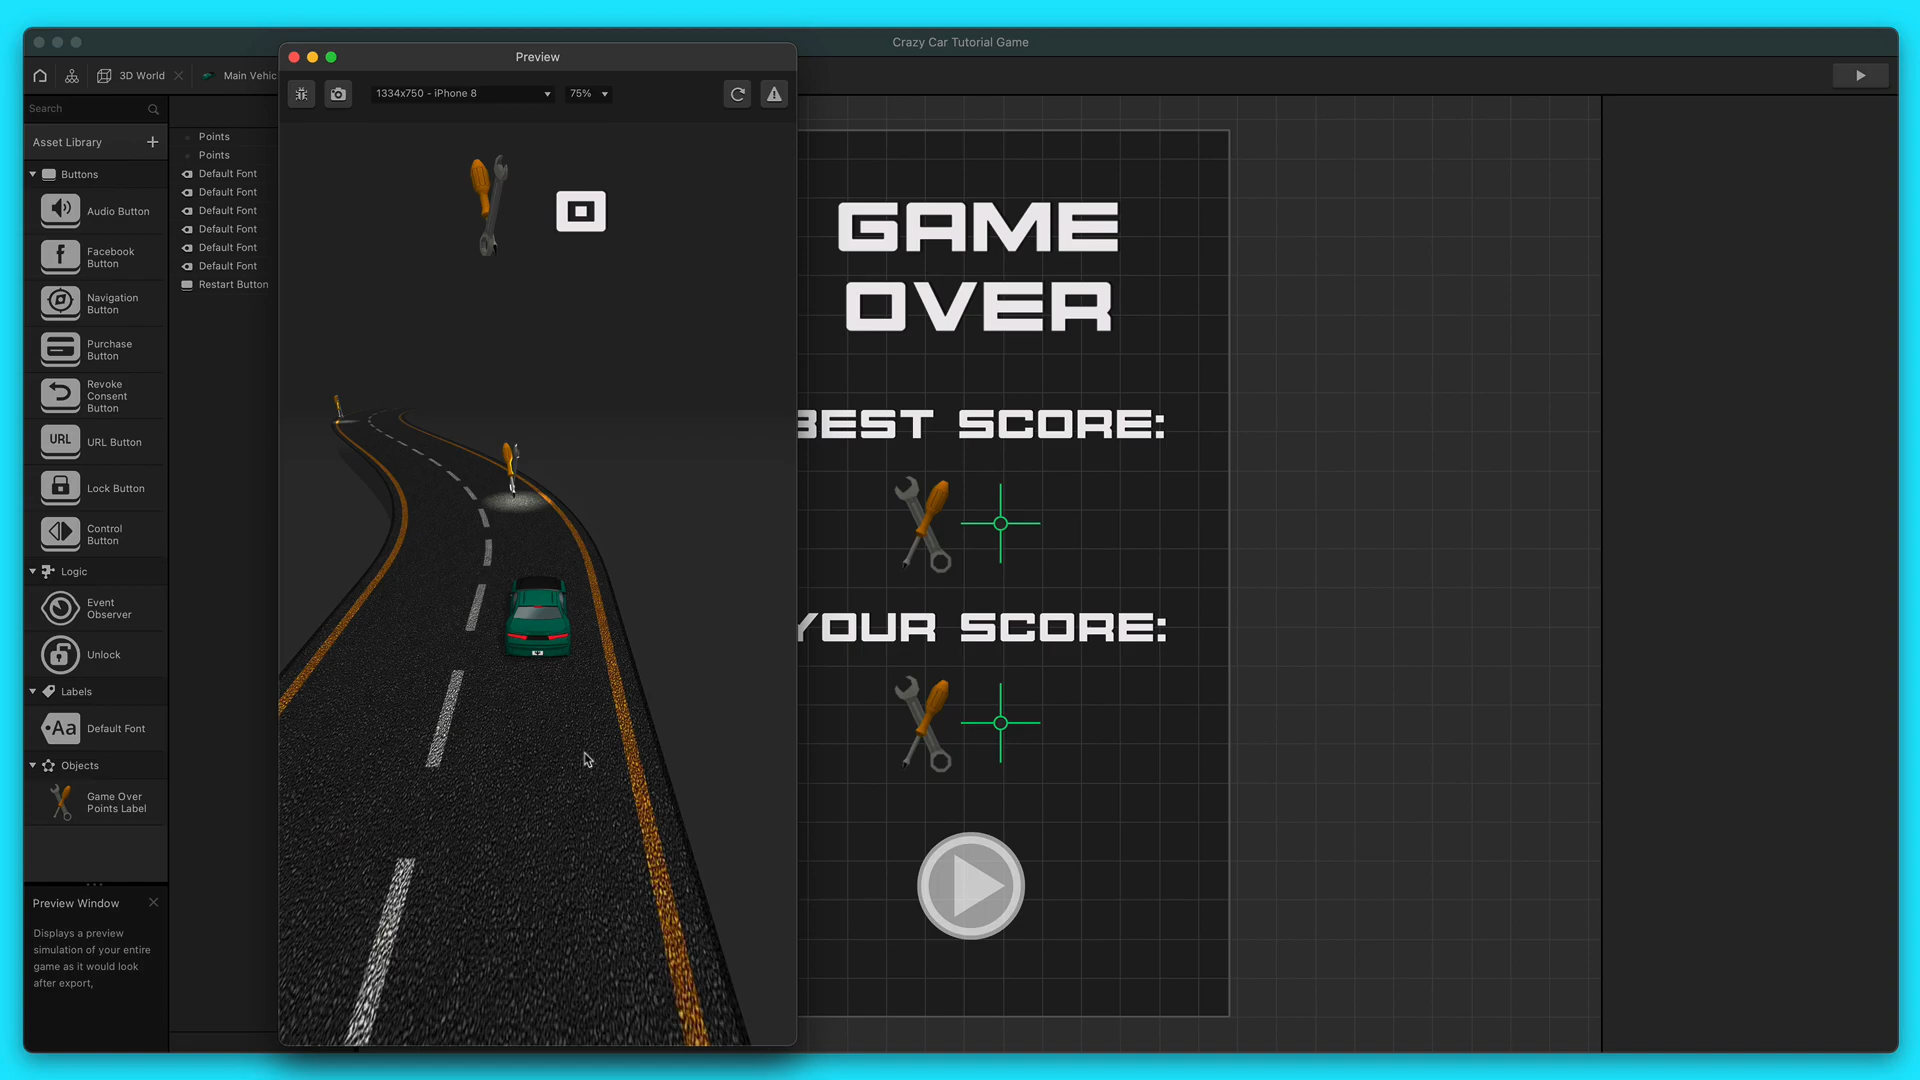 Crazy Car Tutorial Game
Preview
3D World
Main Vehic
1334x750 - iPhone 8
75%
Search
Asset Library
Buttons
Audio Button
Facebook
Button
Navigation
Button
Purchase
Button
Revoke
Consent
Button
URL
URL Button
Lock Button
Control
Button
Logic
Event
Observer
Unlock
Labels
Aa
Default Font
Objects
Game Over
Points Label
Preview Window
Displays a preview
simulation of your entire
game as it would look
after export,
Points
Points
Default Font
Default Font
Default Font
Default Font
Default Font
Default Font
Restart Button
0
GAME
OVER
BEST SCORE:
YOUR SCORE: